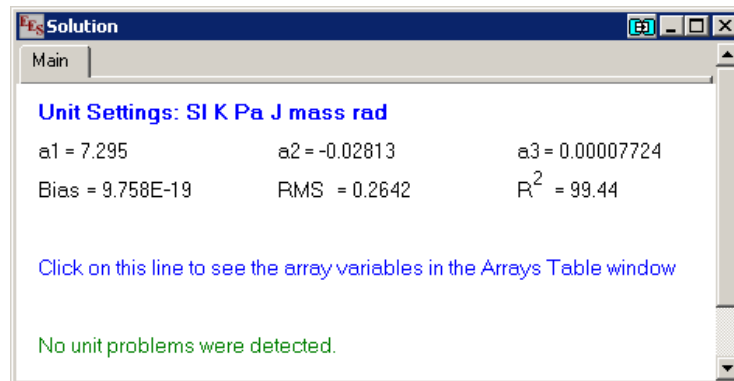 EES Solution
Main
Unit Settings: SI K Pa J mass rad
a1 = 7.295 a2 = -0.02813 a3 = 0.00007724
Bias = 9.758E-19 RMS = 0.2642 R² = 99.44
Click on this line to see the array variables in the Arrays Table window
No unit problems were detected.